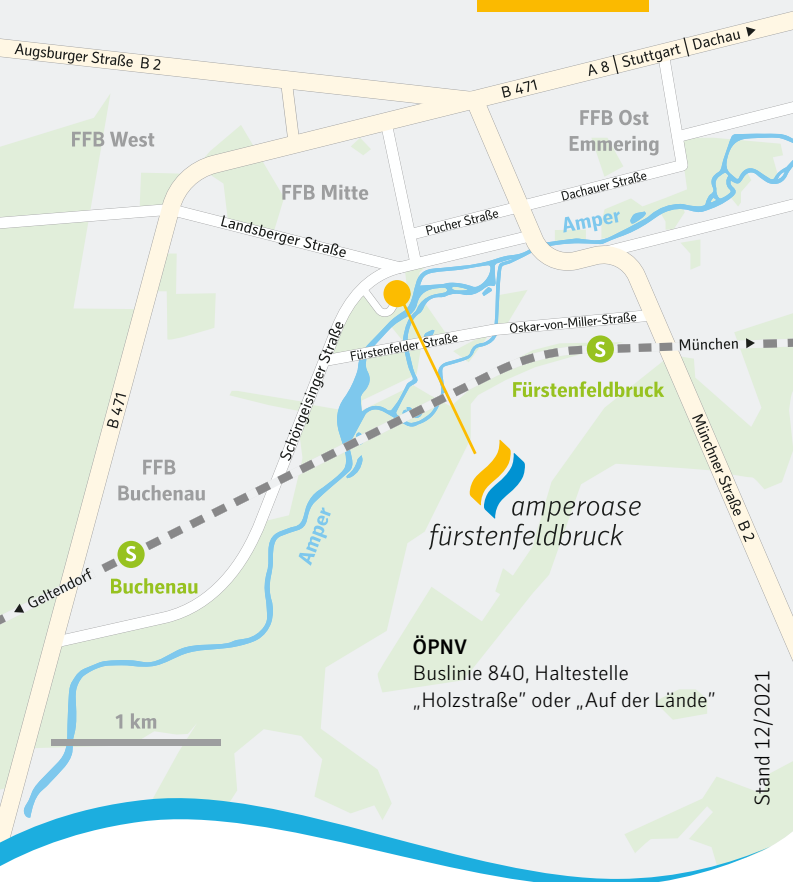 Augsburger Straße B 2
B 471
A 8 | Stuttgart | Dachau
FFB West
FFB Ost
Emmering
FFB Mitte
Dachauer Straße
Pucher Straße
Amper
Landsberger Straße
Schöngeisinger Straße
Fürstenfelder Straße
Oskar-von-Miller-Straße
S
München
Fürstenfeldbruck
B 471
Münchner Straße B 2
FFB
Buchenau
amperoase
fürstenfeldbruck
Amper
S
Buchenau
Geltendorf
ÖPNV
Buslinie 840, Haltestelle
„Holzstraße” oder „Auf der Lände”
1 km
Stand 12/2021